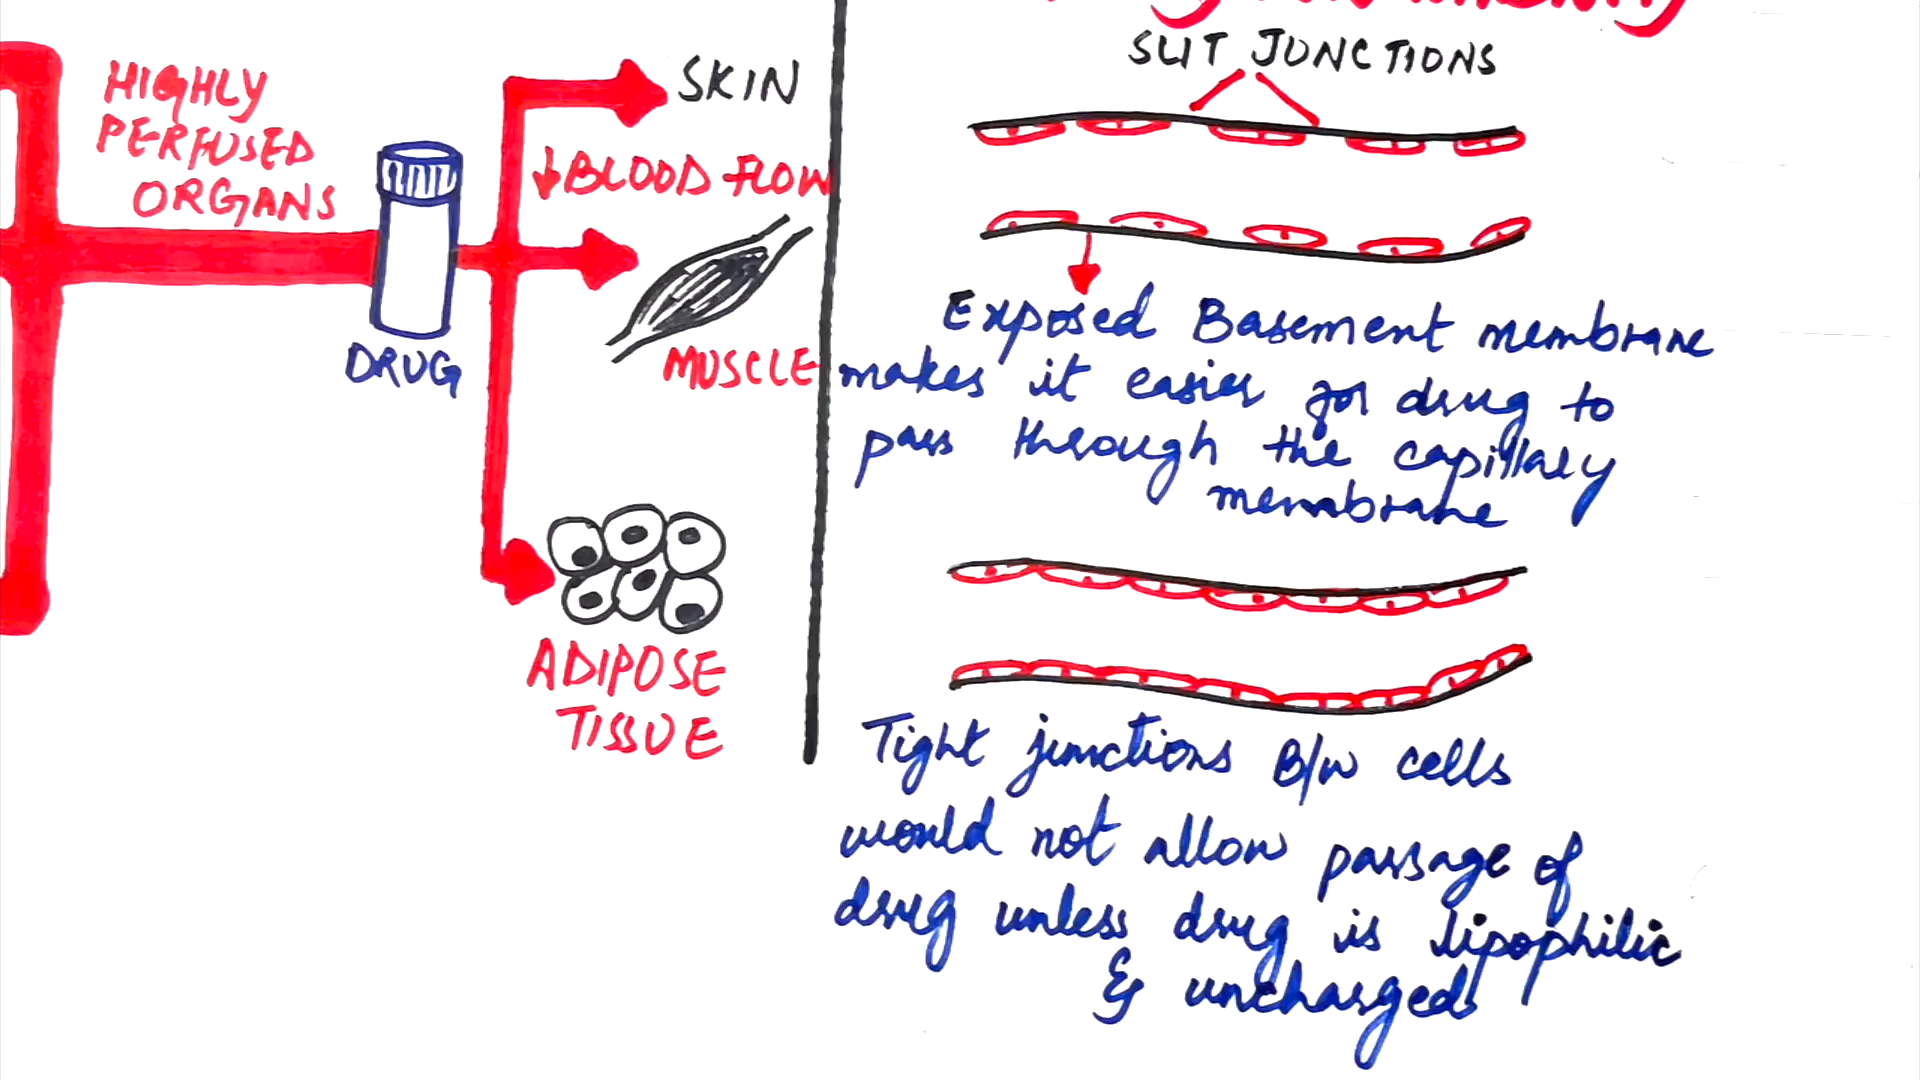 HIGHLY
PERFUSED
ORGANS
DRUG
SKIN
↓BLOOD FLOW
MUSCLE
ADIPOSE
TISSUE
SLIT JUNCTIONS
Exposed Basement membrane
makes it easier for drug to
pass through the capillary
membrane
Tight junctions B/w cells
would not allow passage of
drug unless drug is lipophilic
& uncharged